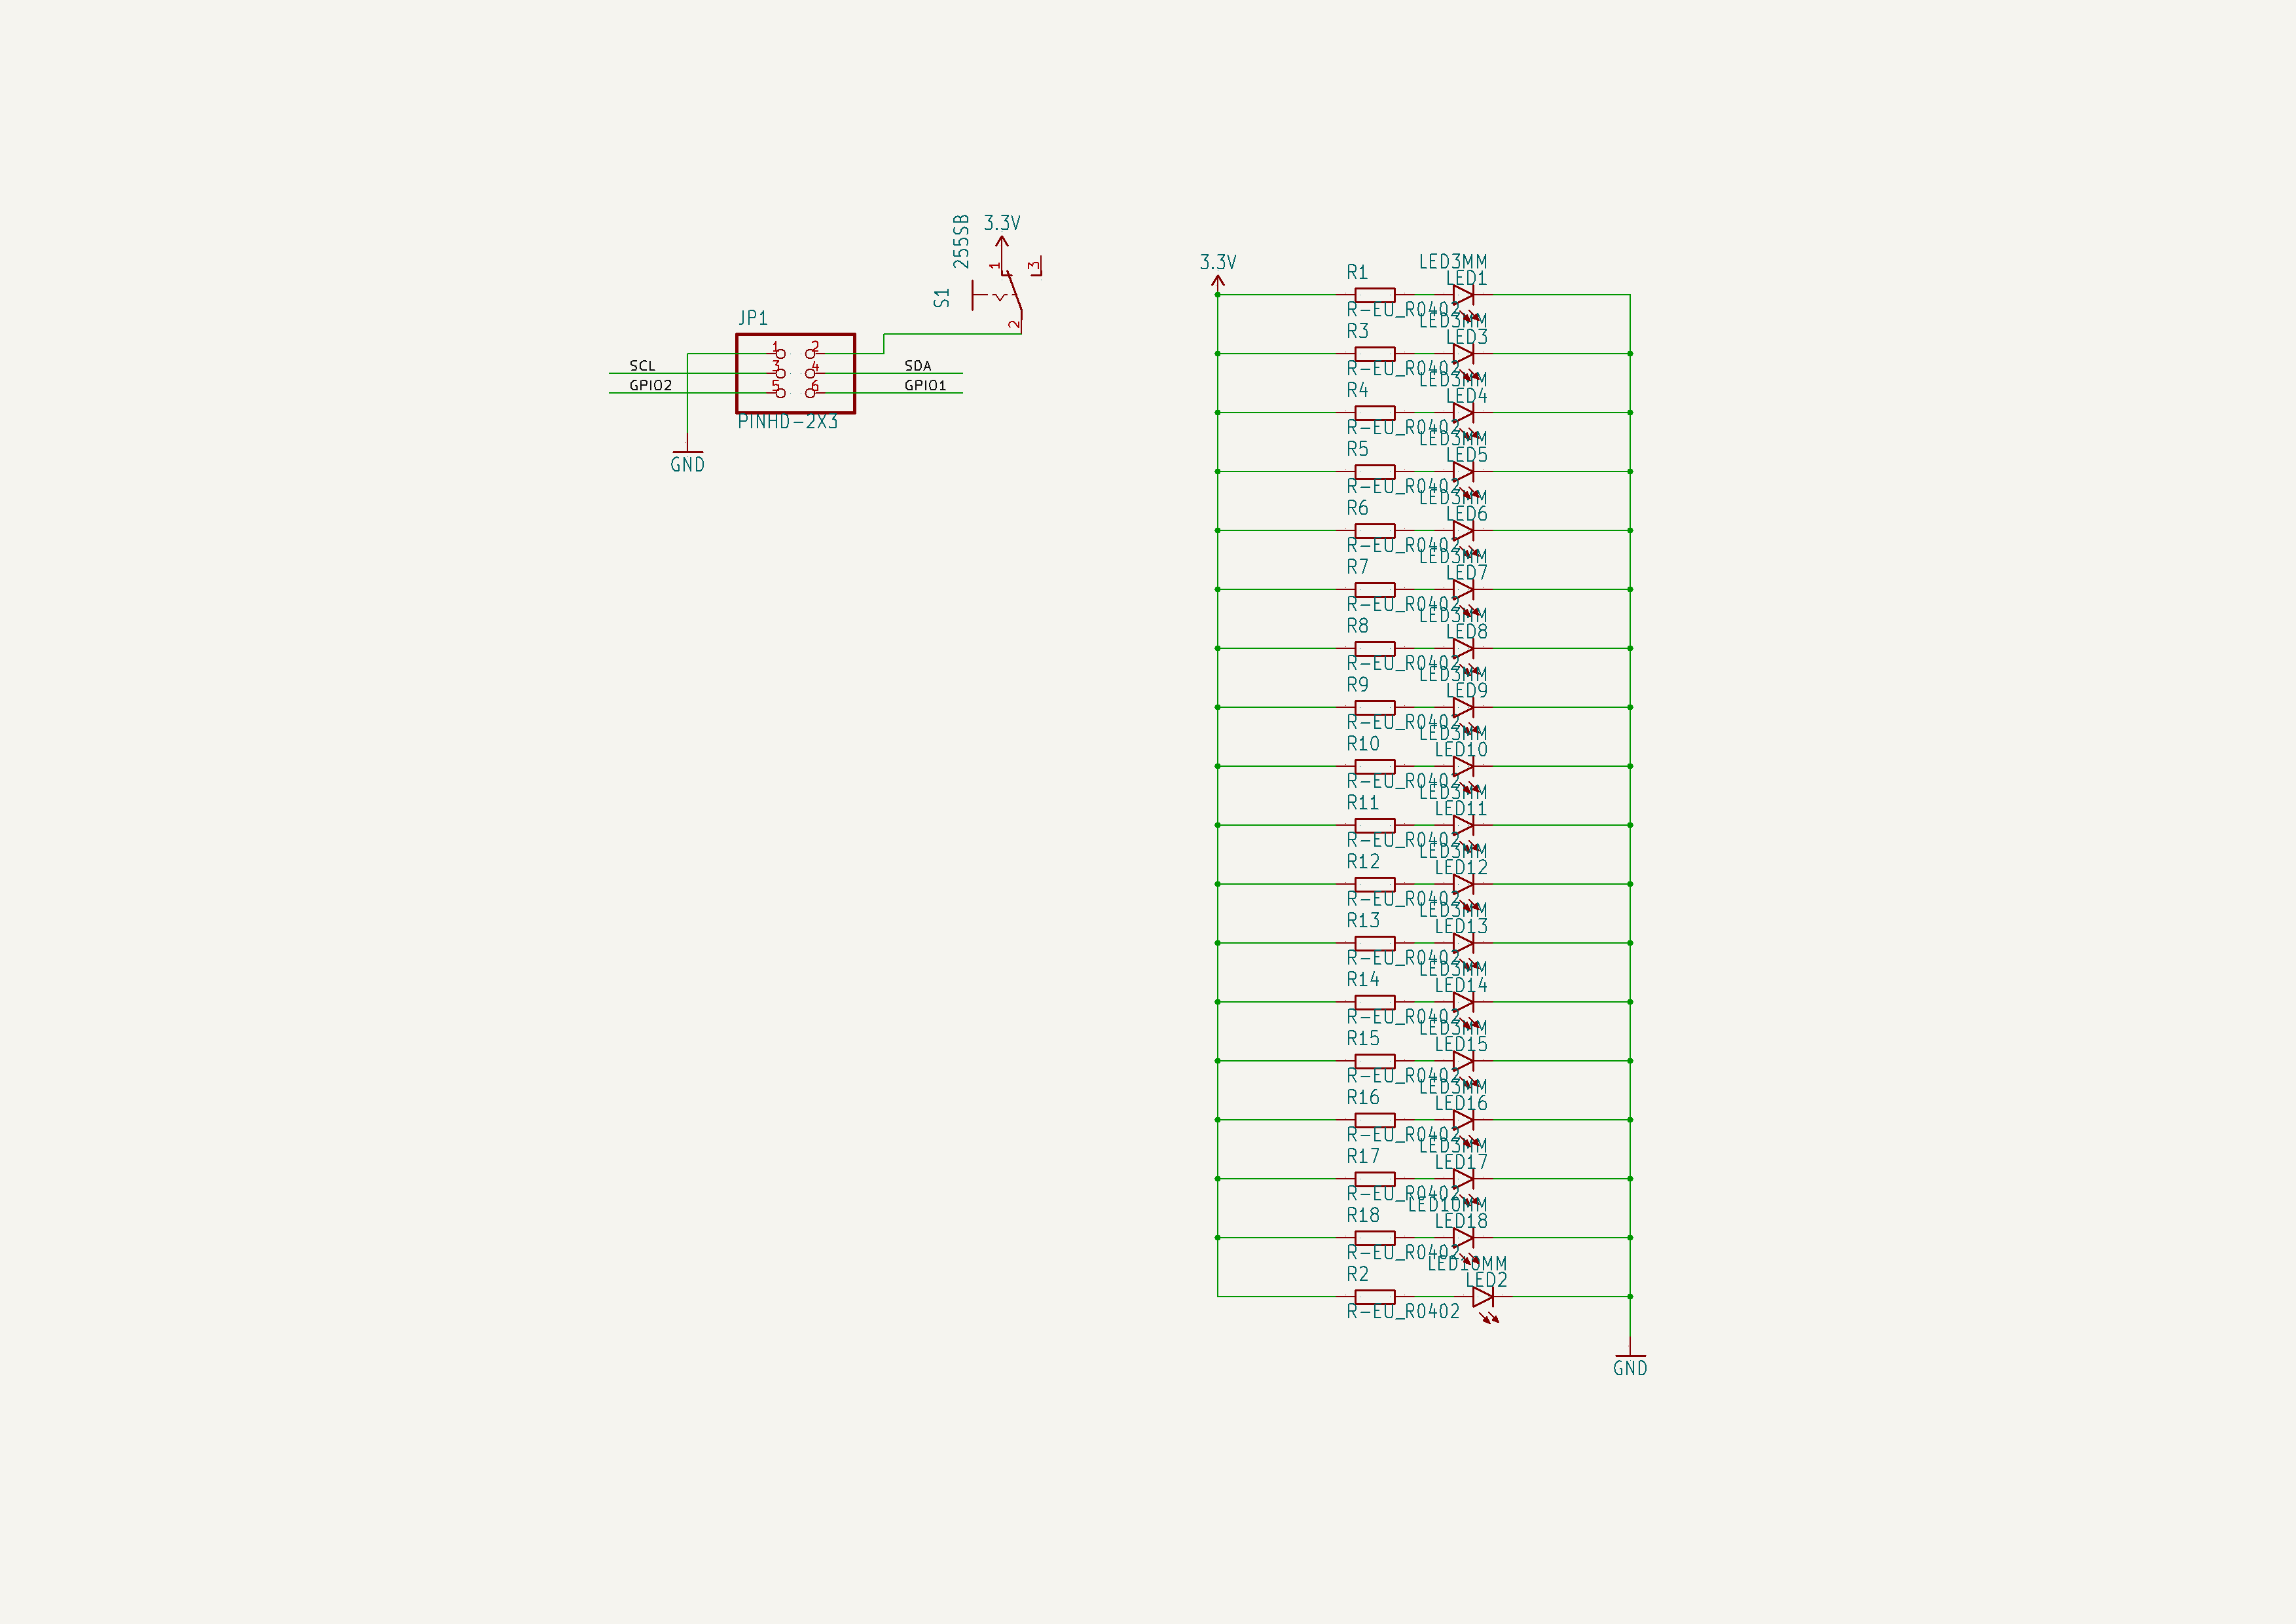 255SB
3.3V
1
3
S1
2
JP1
1
2
SCL
3
4
SDA
GPIO2
5
6
GPIO1
PINHD-2X3
GND
3.3V
LED3MM
R1
LED1
R-EU_R0402
LED3MM
R3
LED3
R-EU_R0402
LED3MM
R4
LED4
R-EU_R0402
LED3MM
R5
LED5
R-EU_R0402
LED3MM
R6
LED6
R-EU_R0402
LED3MM
R7
LED7
R-EU_R0402
LED3MM
R8
LED8
R-EU_R0402
LED3MM
R9
LED9
R-EU_R0402
LED3MM
R10
LED10
R-EU_R0402
LED3MM
R11
LED11
R-EU_R0402
LED3MM
R12
LED12
R-EU_R0402
LED3MM
R13
LED13
R-EU_R0402
LED3MM
R14
LED14
R-EU_R0402
LED3MM
R15
LED15
R-EU_R0402
LED3MM
R16
LED16
R-EU_R0402
LED3MM
R17
LED17
R-EU_R0402
LED10MM
R18
LED18
R-EU_R0402
LED10MM
R2
LED2
R-EU_R0402
GND